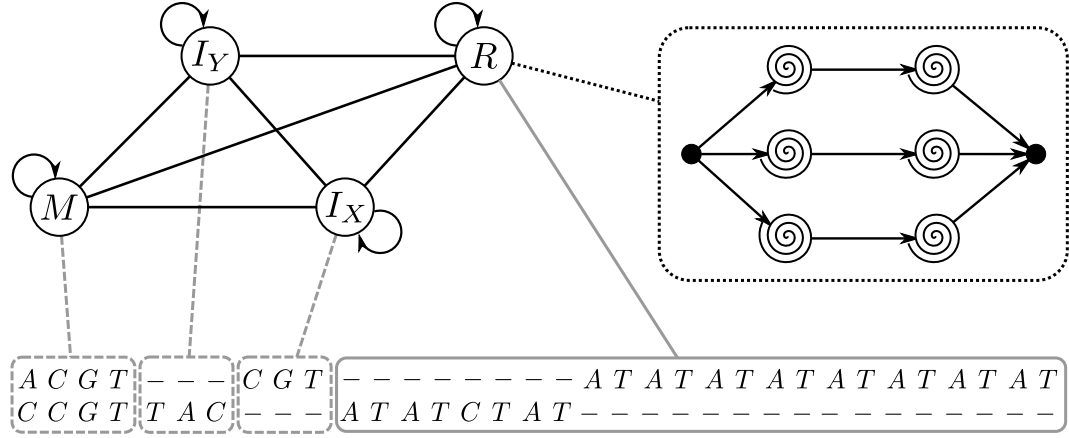 I_Y R
M I_X
A C G T – – – C G T – – – – – – – – A T A T A T A T A T A T A T A T
C C G T T A C – – – A T A T C T A T – – – – – – – – – – – – – – – –